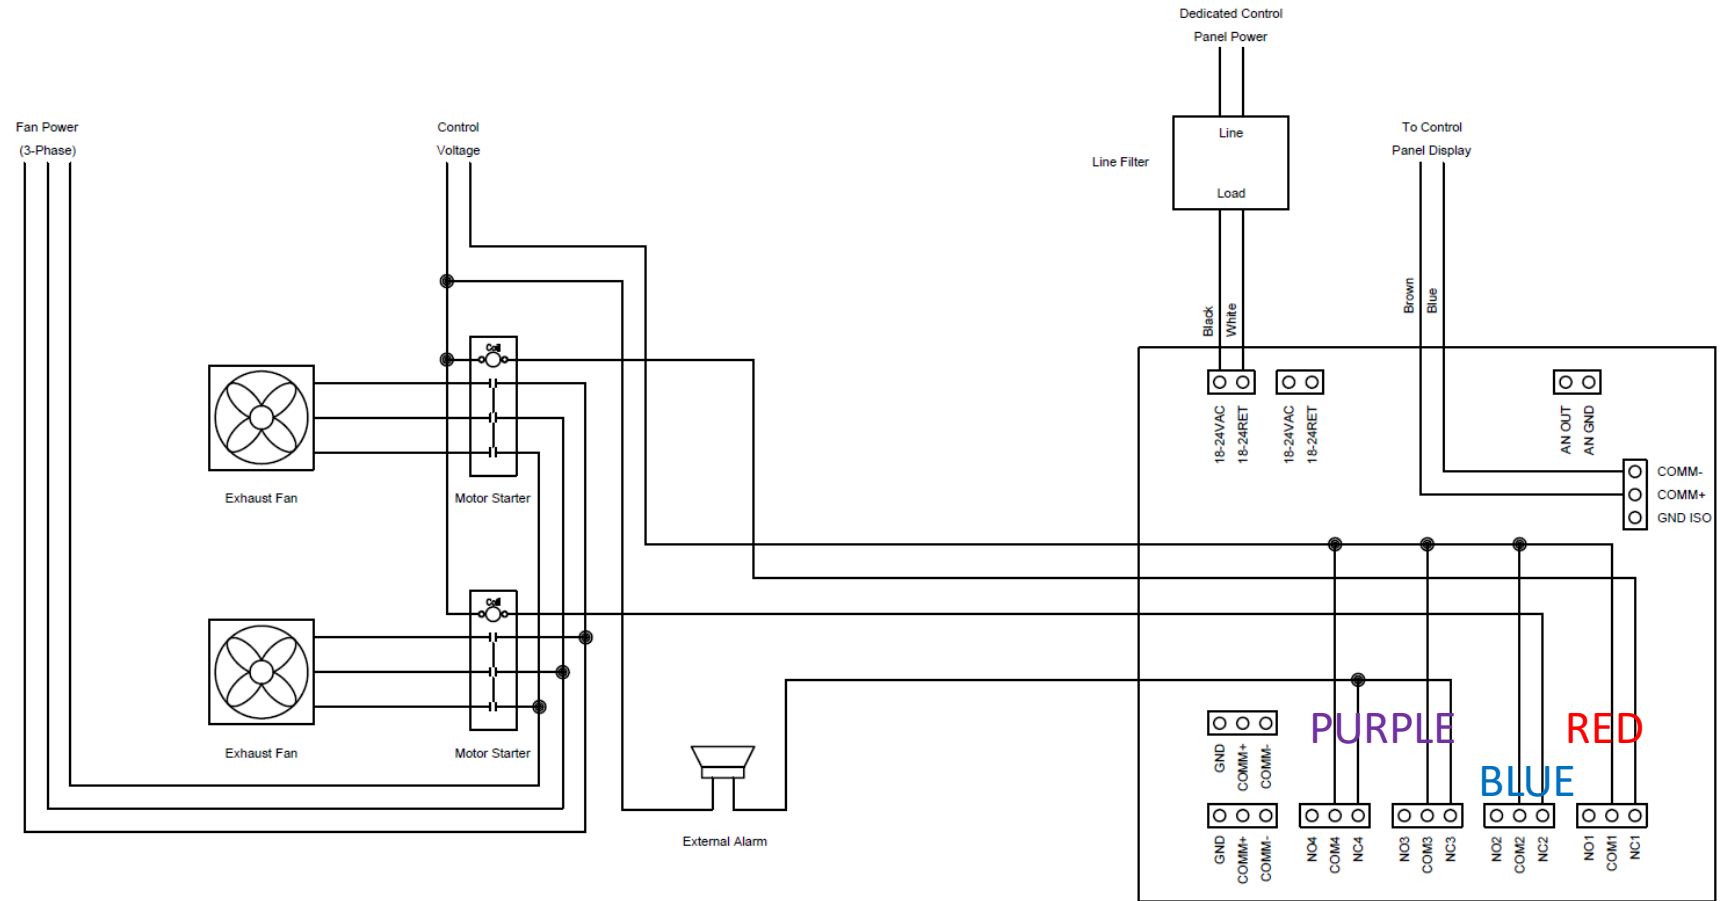 Dedicated Control
Panel Power
Fan Power
(3-Phase)
Control
Voltage
Line
To Control
Panel Display
Line Filter
Load
Black
White
Brown
Blue
Coil
18-24VAC
18-24RET
18-24VAC
18-24RET
AN OUT
AN GND
COMM-
COMM+
GND ISO
Exhaust Fan
Motor Starter
Coil
PURPLE
RED
BLUE
GND
COMM+
COMM-
Exhaust Fan
Motor Starter
External Alarm
GND
COMM+
COMM-
NO4
COM4
NC4
NO3
COM3
NC3
NO2
COM2
NC2
NO1
COM1
NC1